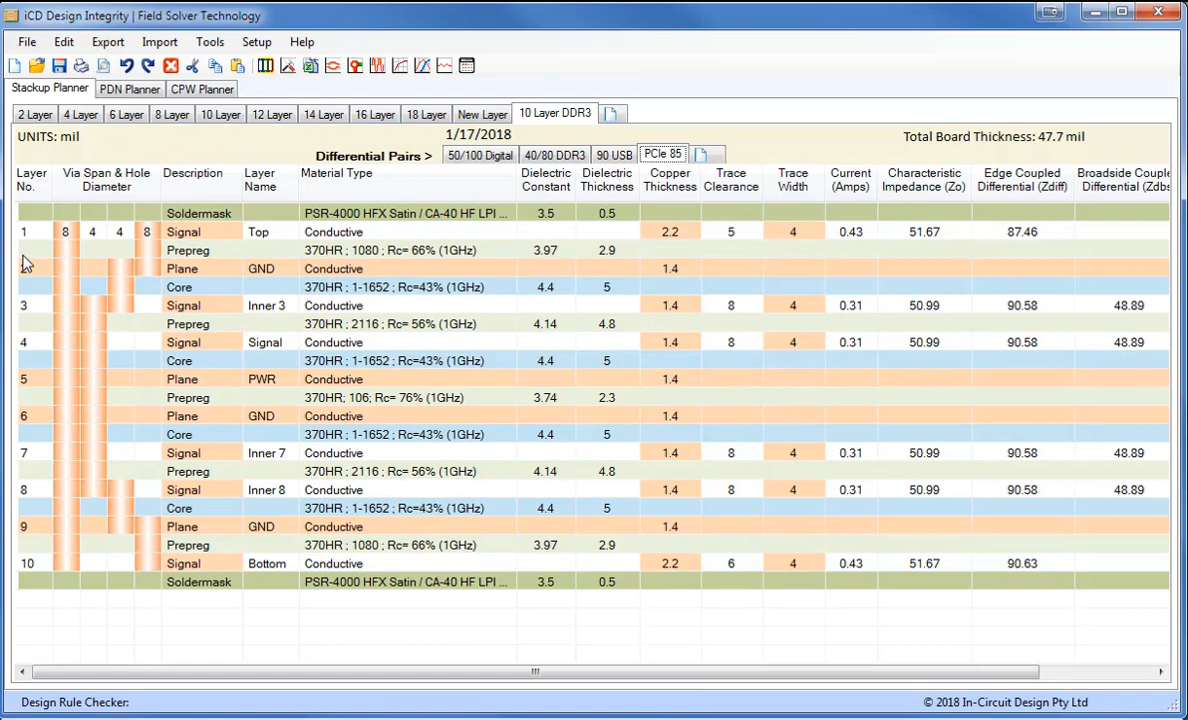 iCD Design Integrity | Field Solver Technology
File Edit Export Import Tools Setup Help
Stackup Planner PDN Planner CPW Planner
2 Layer 4 Layer 6 Layer 8 Layer 10 Layer 12 Layer 14 Layer 16 Layer 18 Layer New Layer 10 Layer DDR3
UNITS: mil 1/17/2018 Total Board Thickness: 47.7 mil
Differential Pairs > 50/100 Digital 40/80 DDR3 90 USB PCIe 85
Layer Via Span & Hole Description Layer Material Type Dielectric Dielectric Copper Trace Trace Current Characteristic Edge Coupled Broadside Couple
No. Diameter Name Constant Thickness Thickness Clearance Width (Amps) Impedance (Zo) Differential (Zdiff) Differential (Zdbs
Soldermask PSR-4000 HFX Satin / CA-40 HF LPI ... 3.5 0.5
1 8 4 4 8 Signal Top Conductive 2.2 5 4 0.43 51.67 87.46
Prepreg 370HR ; 1080 ; Rc= 66% (1GHz) 3.97 2.9
Plane GND Conductive 1.4
Core 370HR ; 1-1652 ; Rc=43% (1GHz) 4.4 5
3 Signal Inner 3 Conductive 1.4 8 4 0.31 50.99 90.58 48.89
Prepreg 370HR ; 2116 ; Rc= 56% (1GHz) 4.14 4.8
4 Signal Signal Conductive 1.4 8 4 0.31 50.99 90.58 48.89
Core 370HR ; 1-1652 ; Rc=43% (1GHz) 4.4 5
5 Plane PWR Conductive 1.4
Prepreg 370HR; 106; Rc= 76% (1GHz) 3.74 2.3
6 Plane GND Conductive 1.4
Core 370HR ; 1-1652 ; Rc=43% (1GHz) 4.4 5
7 Signal Inner 7 Conductive 1.4 8 4 0.31 50.99 90.58 48.89
Prepreg 370HR ; 2116 ; Rc= 56% (1GHz) 4.14 4.8
8 Signal Inner 8 Conductive 1.4 8 4 0.31 50.99 90.58 48.89
Core 370HR ; 1-1652 ; Rc=43% (1GHz) 4.4 5
9 Plane GND Conductive 1.4
Prepreg 370HR ; 1080 ; Rc= 66% (1GHz) 3.97 2.9
10 Signal Bottom Conductive 2.2 6 4 0.43 51.67 90.63
Soldermask PSR-4000 HFX Satin / CA-40 HF LPI ... 3.5 0.5
Design Rule Checker: © 2018 In-Circuit Design Pty Ltd